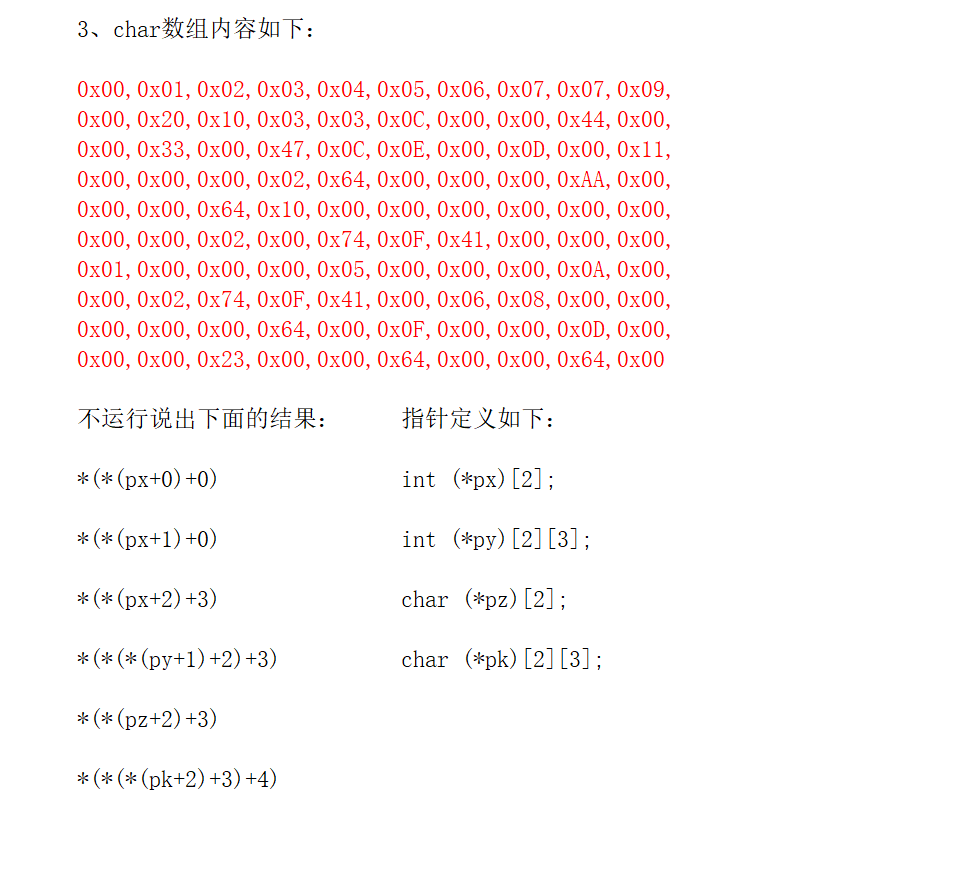 3、char数组内容如下:
0x00,0x01,0x02,0x03,0x04,0x05,0x06,0x07,0x07,0x09,
0x00,0x20,0x10,0x03,0x03,0x0C,0x00,0x00,0x44,0x00,
0x00,0x33,0x00,0x47,0x0C,0x0E,0x00,0x0D,0x00,0x11,
0x00,0x00,0x00,0x02,0x64,0x00,0x00,0x00,0xAA,0x00,
0x00,0x00,0x64,0x10,0x00,0x00,0x00,0x00,0x00,0x00,
0x00,0x00,0x02,0x00,0x74,0x0F,0x41,0x00,0x00,0x00,
0x01,0x00,0x00,0x00,0x05,0x00,0x00,0x00,0x0A,0x00,
0x00,0x02,0x74,0x0F,0x41,0x00,0x06,0x08,0x00,0x00,
0x00,0x00,0x00,0x64,0x00,0x0F,0x00,0x00,0x0D,0x00,
0x00,0x00,0x23,0x00,0x00,0x64,0x00,0x00,0x64,0x00
不运行说出下面的结果: 指针定义如下:
*(*(px+0)+0) int (*px)[2];
*(*(px+1)+0) int (*py)[2][3];
*(*(px+2)+3) char (*pz)[2];
*(*(*(py+1)+2)+3) char (*pk)[2][3];
*(*(pz+2)+3)
*(*(*(pk+2)+3)+4)